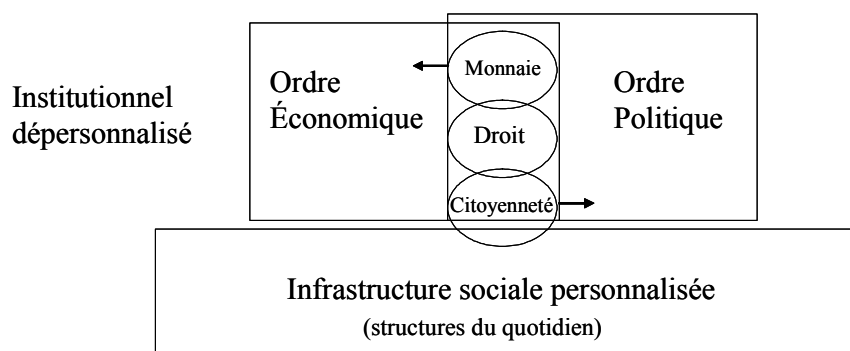 Institutionnel
dépersonnalisé
Ordre
Économique
Monnaie
Droit
Citoyenneté
Ordre
Politique
Infrastructure sociale personnalisée
(structures du quotidien)